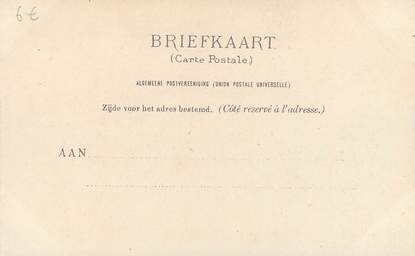 6€
BRIEFKAART.
(Carte Postale)
ALGEMEENE POSTVEREENIGING (UNION POSTALE UNIVERSELLE)
Zijde voor het adres bestemd. (Côté réservé à l'adresse.)
AAN